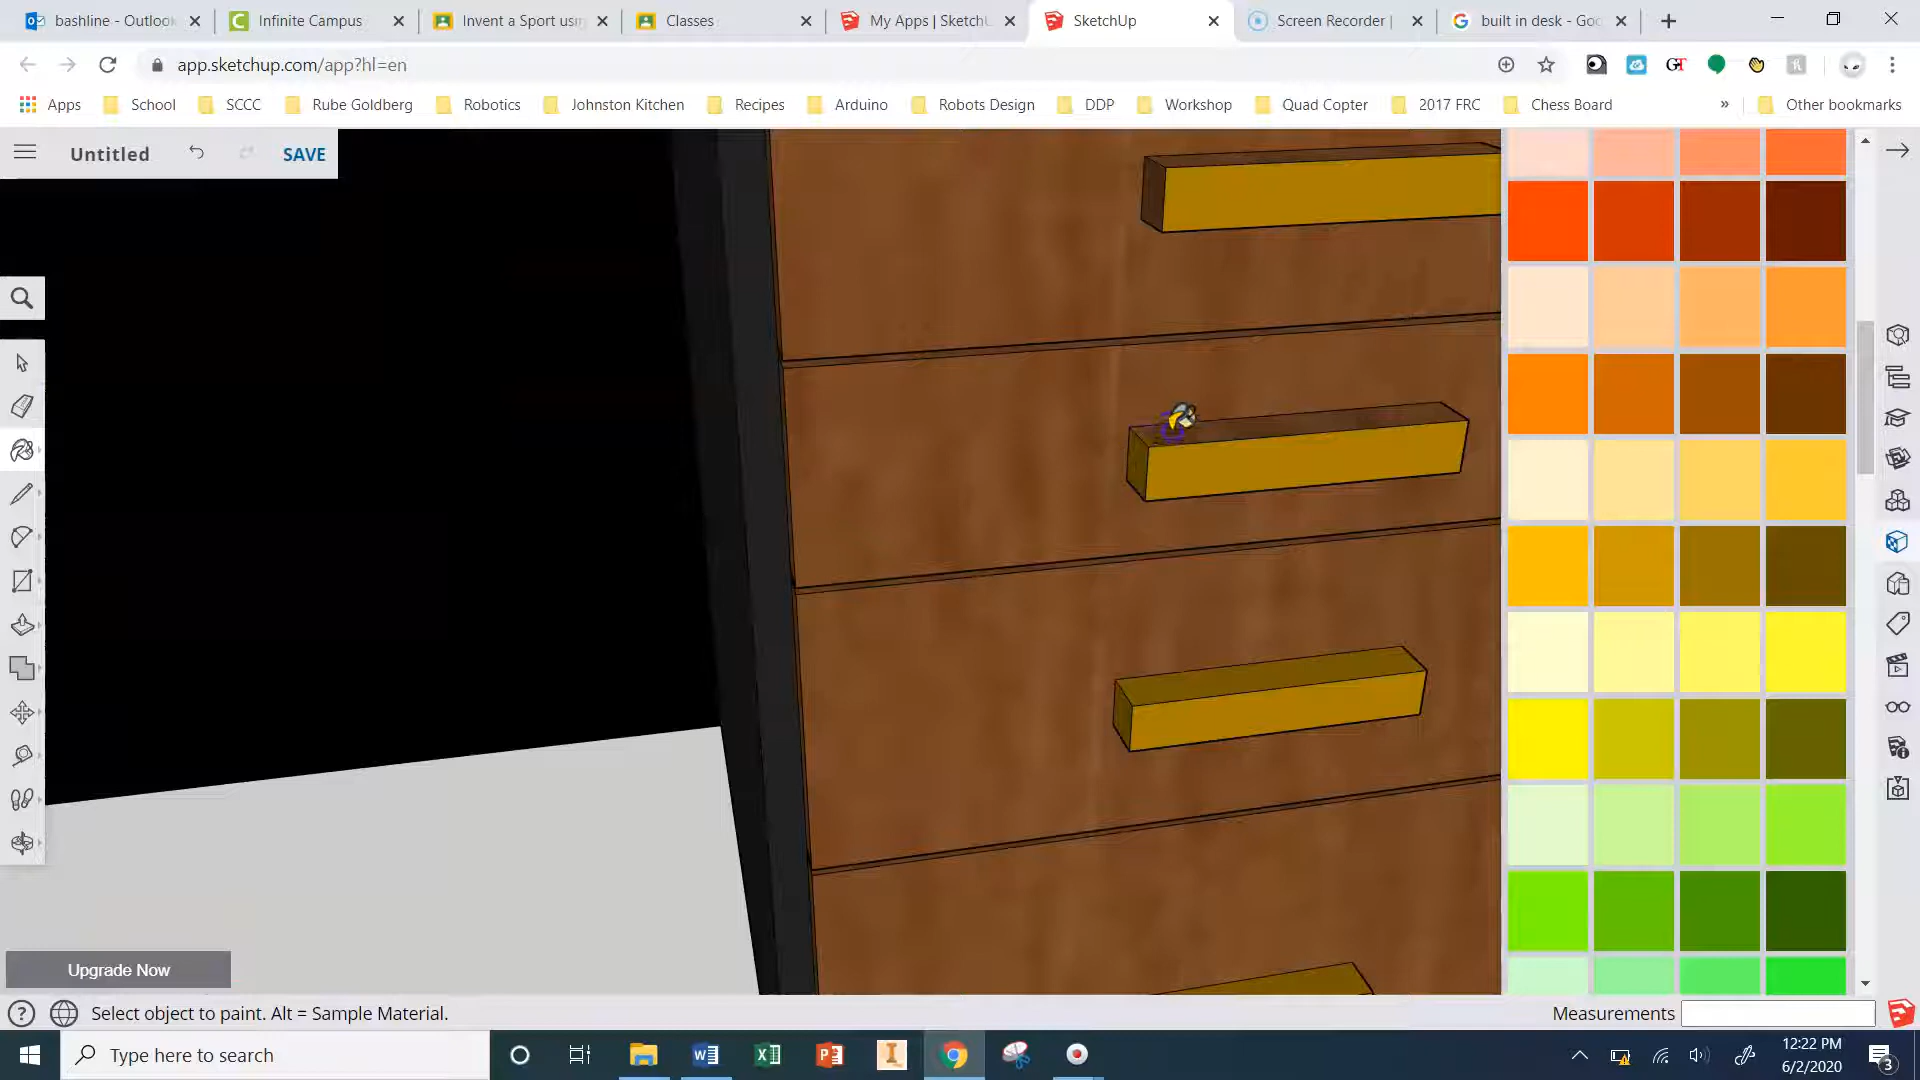 bashline - Outlook
Infinite Campus
Invent a Sport usin
Classes
My Apps | SketchU
SketchUp
Screen Recorder |
built in desk - Goo
app.sketchup.com/app?hl=en
Apps
School
SCCC
Rube Goldberg
Robotics
Johnston Kitchen
Recipes
Arduino
Robots Design
DDP
Workshop
Quad Copter
2017 FRC
Chess Board
»
Other bookmarks
Untitled
SAVE
Upgrade Now
Select object to paint. Alt = Sample Material.
Measurements
Type here to search
12:22 PM
6/2/2020
3